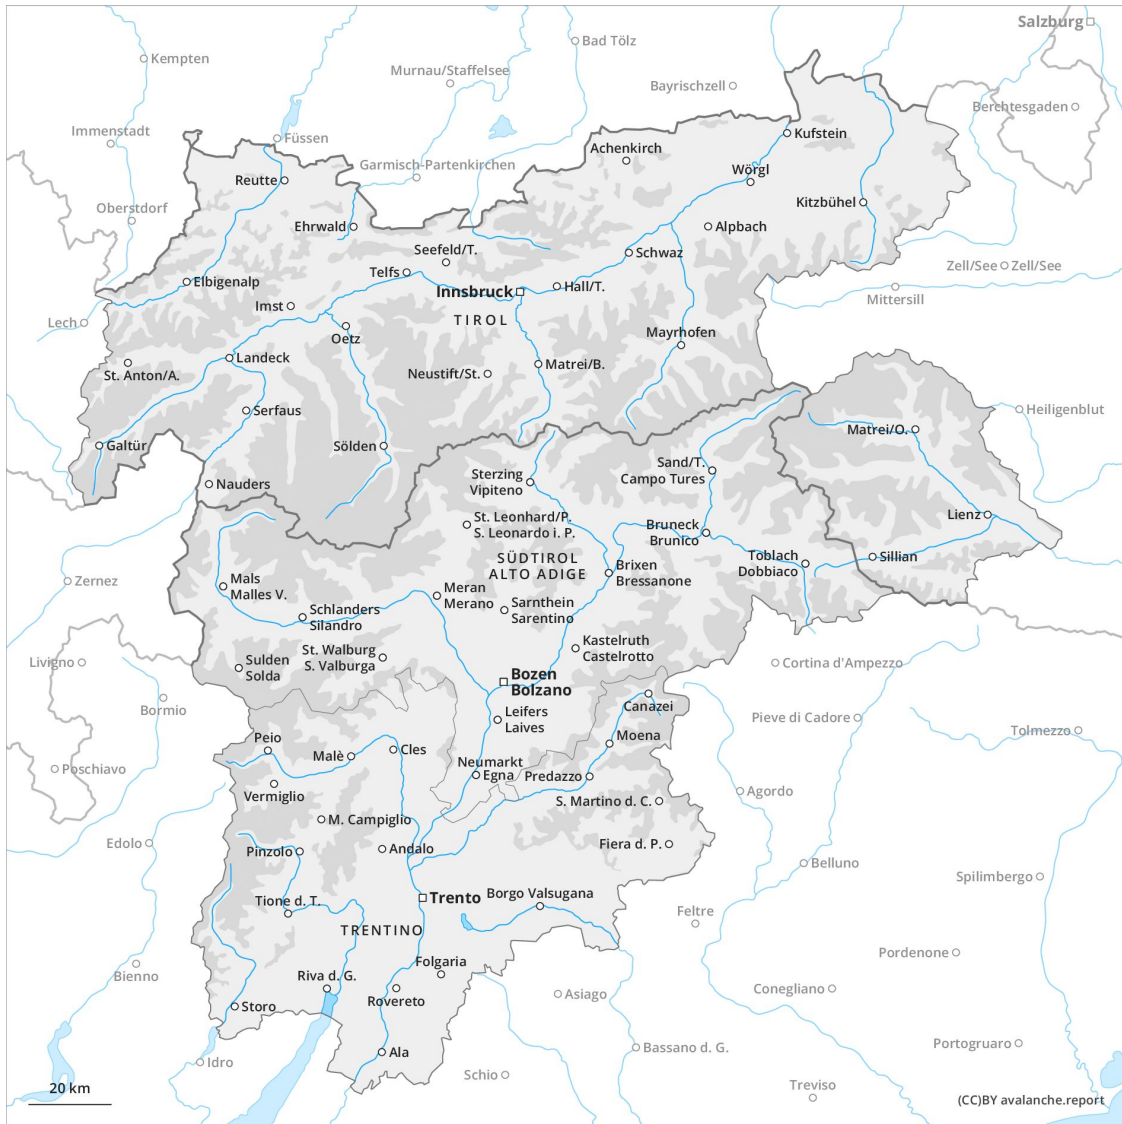 Salzburg
Bad Tölz
Kempten
Murnau/Staffelsee
Bayrischzell
Berchtesgaden
Immenstadt
Füssen
Kufstein
Achenkirch
Garmisch-Partenkirchen
Wörgl
Reutte
Oberstdorf
Kitzbühel
Ehrwald
Alpbach
Seefeld/T.
Schwaz
Zell/See
Zell/See
Telfs
Elbigenalp
Hall/T.
Innsbruck
Mittersill
Imst
TIROL
Lech
Oetz
Mayrhofen
Landeck
Matrei/B.
St. Anton/A.
Neustift/St.
Serfaus
Heiligenblut
Matrei/O.
Galtür
Sölden
Sand/T.
Campo Tures
Sterzing
Vipiteno
Nauders
Lienz
St. Leonhard/P.
S. Leonardo i. P.
Bruneck
Brunico
SÜDTIROL
ALTO ADIGE
Toblach
Dobbiaco
Sillian
Brixen
Bressanone
Zernez
Mals
Malles V.
Meran
Merano
Sarnthein
Sarentino
Schlanders
Silandro
Kastelruth
Castelrotto
St. Walburg
S. Valburga
Sulden
Solda
Livigno
Cortina d'Ampezzo
Bozen
Bolzano
Bormio
Canazei
Leifers
Laives
Pieve di Cadore
Tolmezzo
Moena
Peio
Cles
Malè
Neumarkt
Egna
Predazzo
Poschiavo
Vermiglio
Agordo
S. Martino d. C.
M. Campiglio
Edolo
Pinzolo
Andalo
Fiera d. P.
Belluno
Spilimbergo
Trento
Borgo Valsugana
Tione d. T.
Feltre
TRENTINO
Pordenone
Folgaria
Bienno
Riva d. G.
Conegliano
Rovereto
Asiago
Storo
Portogruaro
Bassano d. G.
Ala
Idro
Schio
Treviso
20 km
(CC)BY avalanche.report